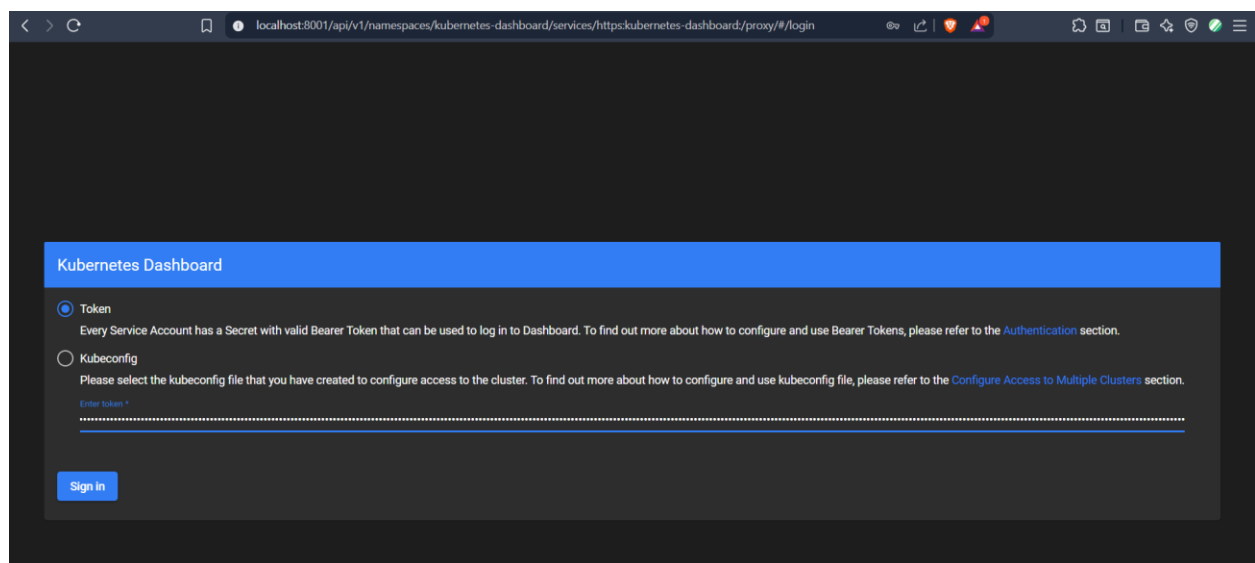 localhost:8001/api/v1/namespaces/kubernetes-dashboard/services/https:kubernetes-dashboard:/proxy/#/login
Kubernetes Dashboard
Token
Every Service Account has a Secret with valid Bearer Token that can be used to log in to Dashboard. To find out more about how to configure and use Bearer Tokens, please refer to the Authentication section.
Kubeconfig
Please select the kubeconfig file that you have created to configure access to the cluster. To find out more about how to configure and use kubeconfig file, please refer to the Configure Access to Multiple Clusters section.
Enter token *
Sign in